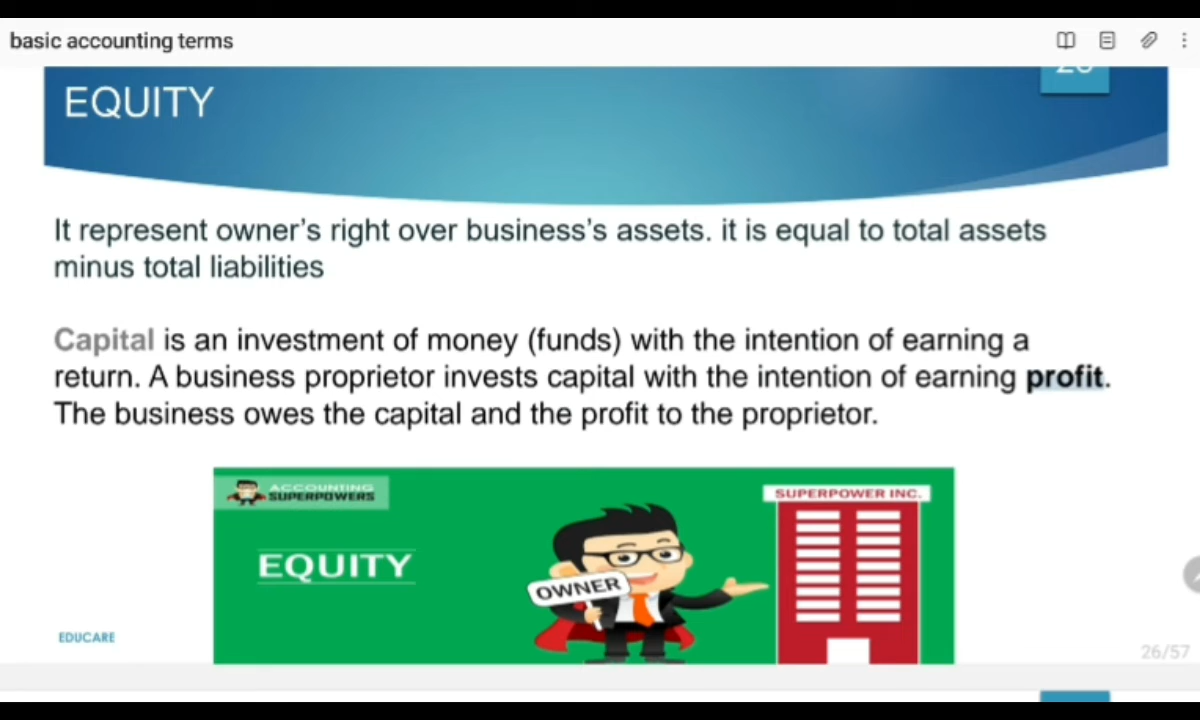 basic accounting terms
EQUITY
It represent owner's right over business's assets. it is equal to total assets
minus total liabilities
Capital is an investment of money (funds) with the intention of earning a
return. A business proprietor invests capital with the intention of earning profit.
The business owes the capital and the profit to the proprietor.
ACCOUNTING
SUPERPOWERS
SUPERPOWER INC.
EQUITY
OWNER
EDUCARE
26/57